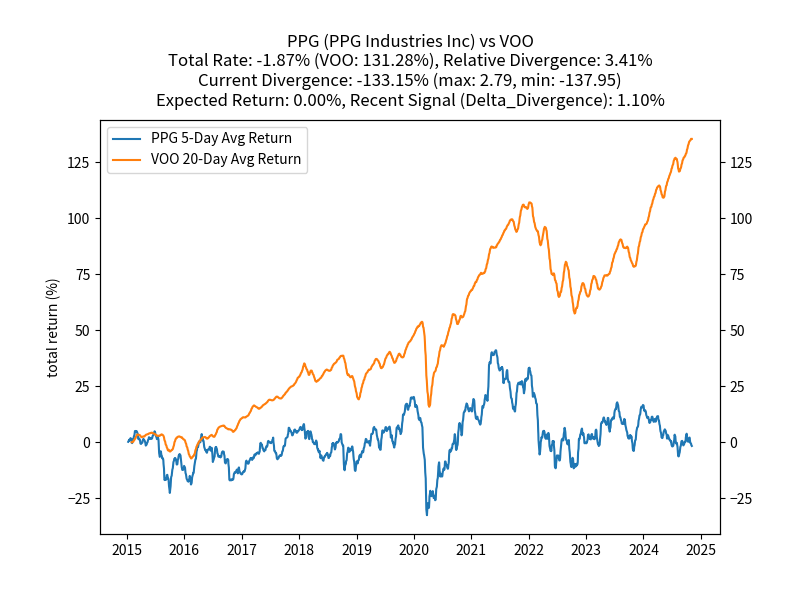 PPG (PPG Industries Inc) vs VOO
Total Rate: -1.87% (VOO: 131.28%), Relative Divergence: 3.41%
Current Divergence: -133.15% (max: 2.79, min: -137.95)
Expected Return: 0.00%, Recent Signal (Delta_Divergence): 1.10%
PPG 5-Day Avg Return
VOO 20-Day Avg Return
total return (%)
125 125
100 100
75 75
50 50
25 25
0 0
−25 −25
2015 2016 2017 2018 2019 2020 2021 2022 2023 2024 2025